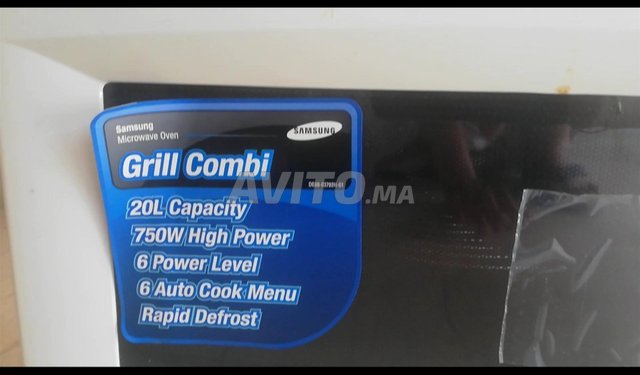 Samsung
Microwave Oven
SAMSUNG
Grill Combi
AVITO.MA
20L Capacity
750W High Power
6 Power Level
6 Auto Cook Menu
Rapid Defrost